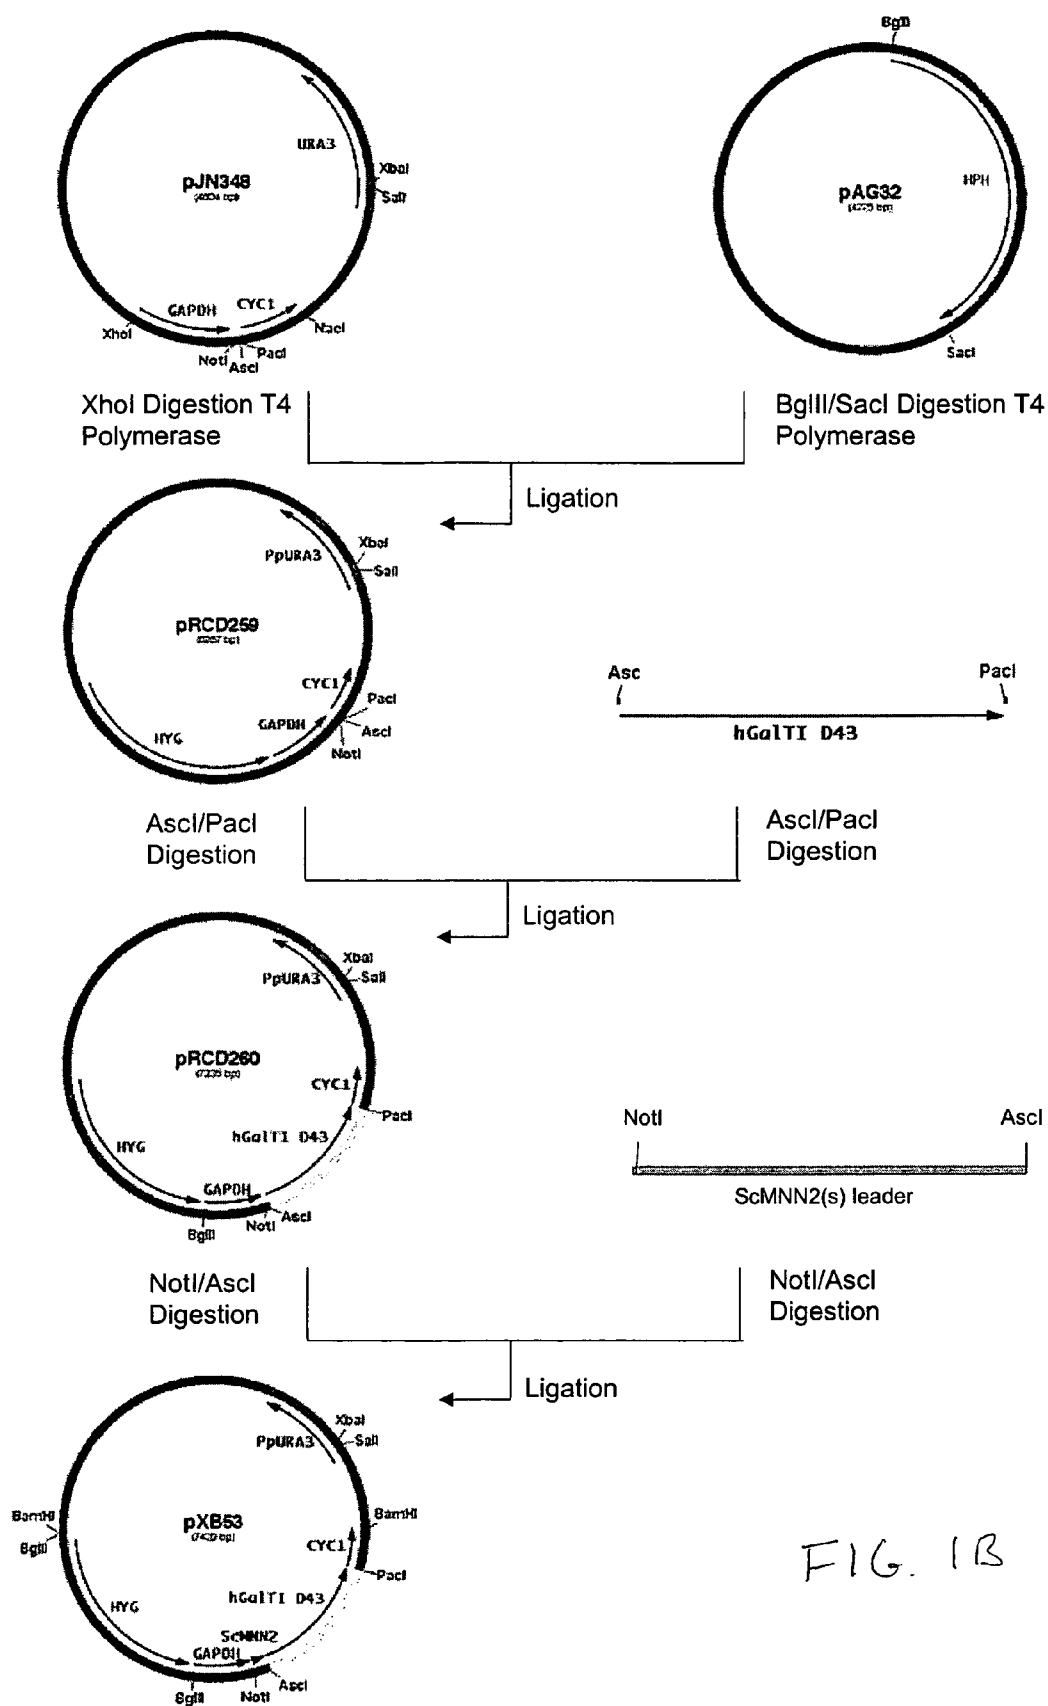 BglII
URA3
XbaI
SalI
pJN348
HPH
pAG32
GAPDH
CYC1
XhoI
NaeI
NotI
PacI
AscI
SacI
XhoI Digestion T4
Polymerase
BglII/SacI Digestion T4
Polymerase
Ligation
XbaI
PpURA3
SalI
pRCD259
CYC1
PacI
GAPDH
AscI
HYG
NotI
Asc
PacI
hGalTI D43
AscI/PacI
Digestion
AscI/PacI
Digestion
Ligation
XbaI
PpURA3
SalI
pRCD260
CYC1
PacI
hGalTI D43
HYG
GAPDH
AscI
NotI
BglII
NotI
AscI
ScMNN2(s) leader
NotI/AscI
Digestion
NotI/AscI
Digestion
Ligation
XbaI
PpURA3
SalI
BamHI
BamHI
pXB53
BglII
CYC1
PacI
hGalTI D43
HYG
ScMNN2
GAPDH
AscI
BglII
NotI
FIG. 1B